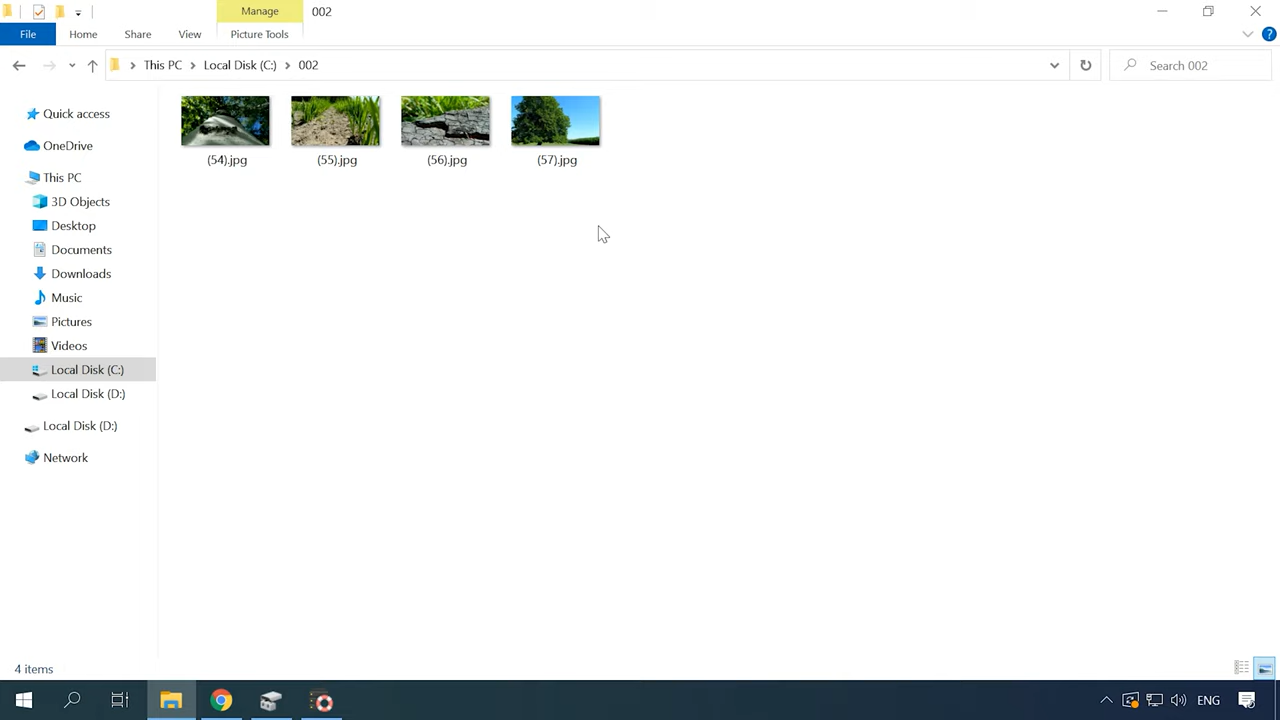 Manage
002
File
Home
Share
View
Picture Tools
?
This PC
Local Disk (C:)
002
Search 002
Quick access
OneDrive
This PC
3D Objects
Desktop
Documents
Downloads
Music
Pictures
Videos
Local Disk (C:)
Local Disk (D:)
Local Disk (D:)
Network
(54).jpg
(55).jpg
(56).jpg
(57).jpg
4 items
ENG